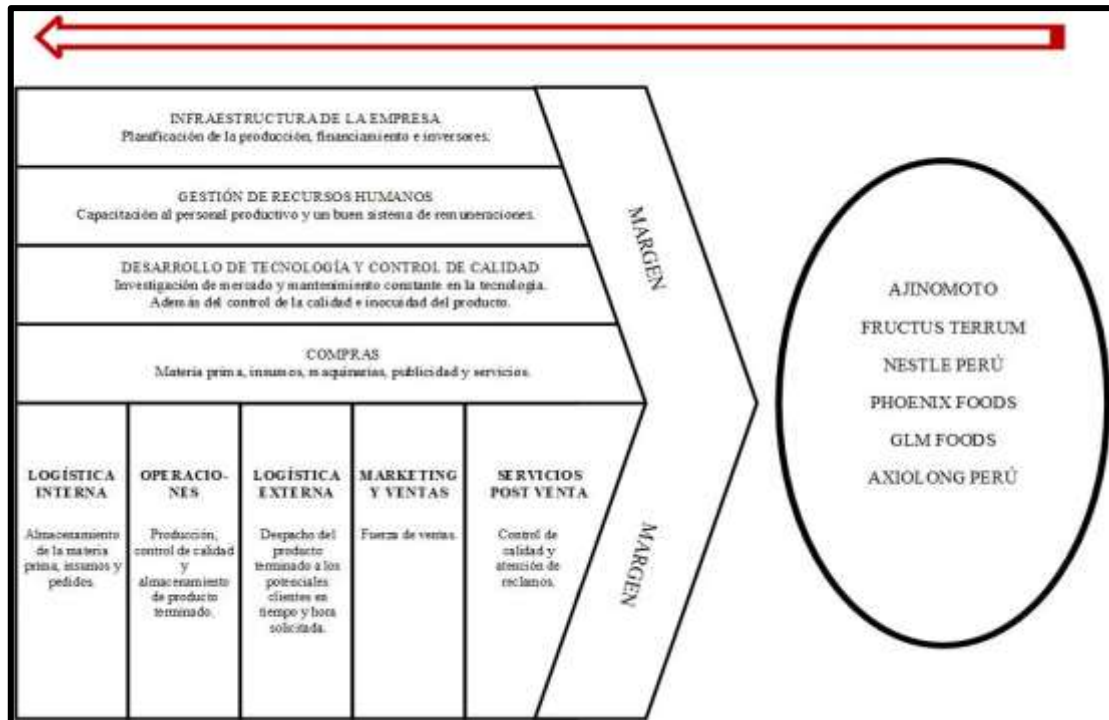 INFRAESTRUCTURA DE LA EMPRESA
Planificación de la producción, financiamiento e inversores.
GESTIÓN DE RECURSOS HUMANOS
Capacitación al personal productivo y un buen sistema de remuneraciones.
DESARROLLO DE TECNOLOGÍA Y CONTROL DE CALIDAD
Investigación de mercado y mantenimiento constante en la tecnología.
Además del control de la calidad e inocuidad del producto.
COMPRAS
Materia prima, insumos, maquinarias, publicidad y servicios.
LOGÍSTICA
INTERNA
Almacenamiento
de la materia
prima, insumos y
pedidos.
OPERACIO-
NES
Producción,
control de calidad
y
almacenamiento
de producto
terminado.
LOGÍSTICA
EXTERNA
Despacho del
producto
terminado a los
potenciales
clientes en
tiempo y hora
solicitada.
MARKETING
Y VENTAS
Fuerza de ventas.
SERVICIOS
POST VENTA
Control de
calidad y
atención de
reclamos.
MARGEN
MARGEN
AJINOMOTO
FRUCTUS TERRUM
NESTLE PERÚ
PHOENIX FOODS
GLM FOODS
AXIOLONG PERÚ